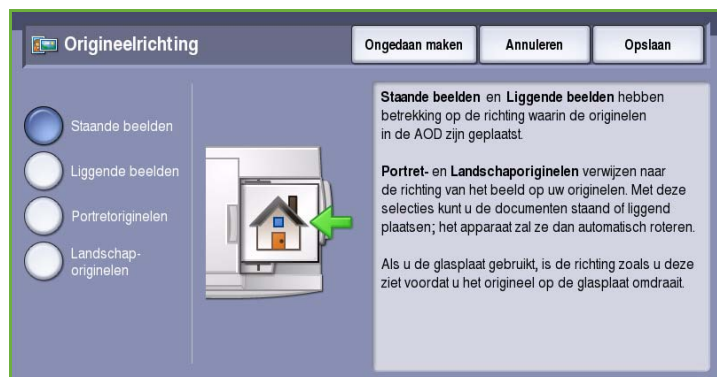 Origineelrichting
Ongedaan maken
Annuleren
Opslaan
Staande beelden
Liggende beelden
Portretoriginelen
Landschap-
originelen
Staande beelden en Liggende beelden hebben
betrekking op de richting waarin de originelen
in de AOD zijn geplaatst.
Portret- en Landschaporiginelen verwijzen naar
de richting van het beeld op uw originelen. Met deze
selecties kunt u de documenten staand of liggend
plaatsen; het apparaat zal ze dan automatisch roteren.
Als u de glasplaat gebruikt, is de richting zoals u deze
ziet voordat u het origineel op de glasplaat omdraait.